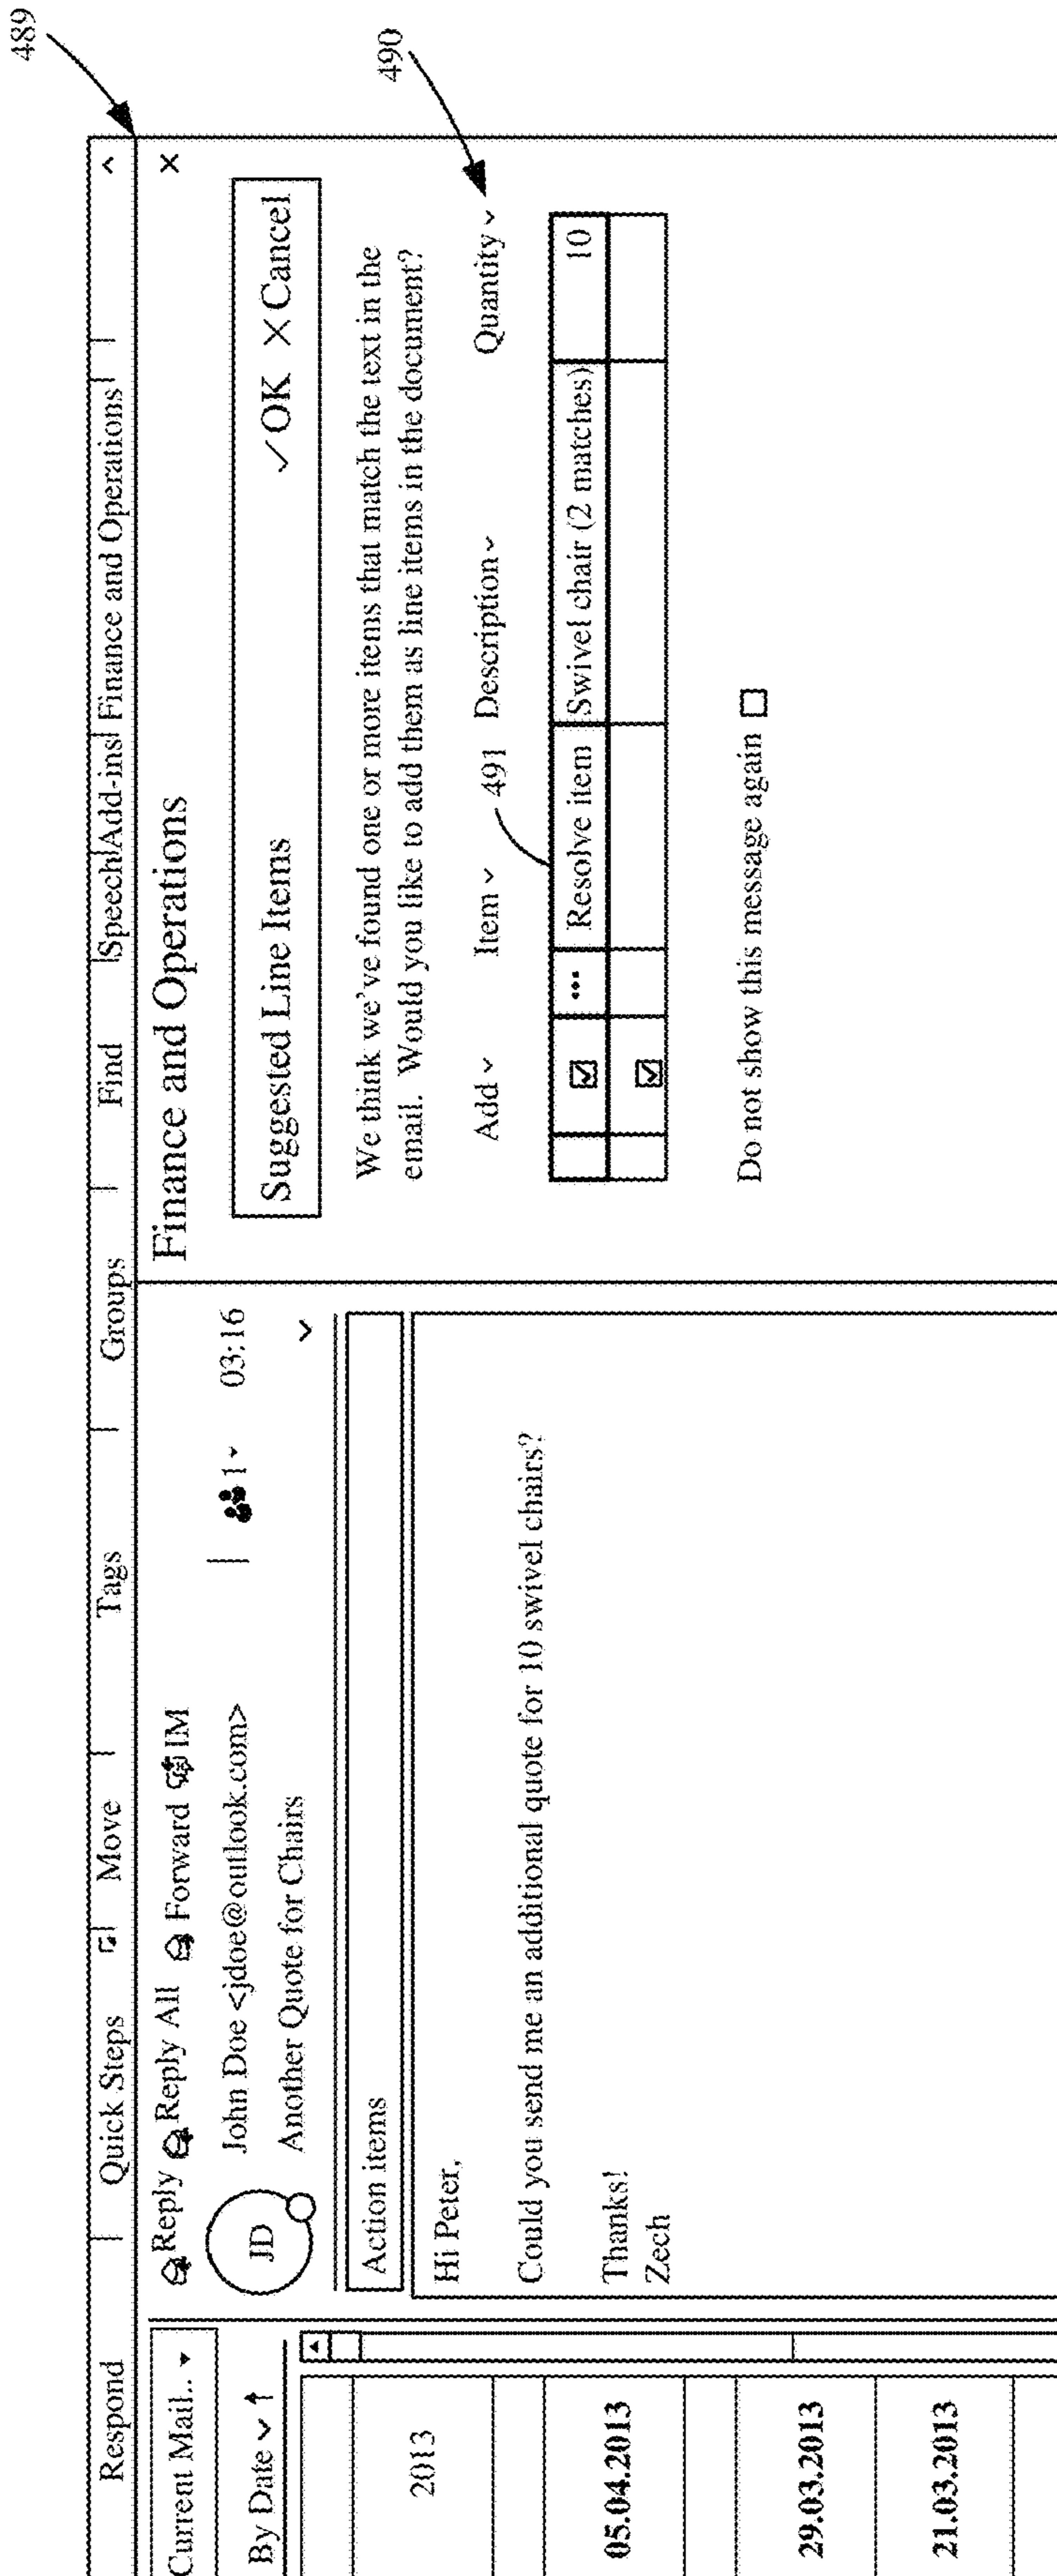 489
Respond Quick Steps Move Tags Groups Find Speech Add-ins Finance and Operations
Current Mail..
By Date
2013
05.04.2013
29.03.2013
21.03.2013
Reply Reply All Forward IM
JD
John Doe <jdoe@outlook.com>
1 03:16
Another Quote for Chairs
Action items
Hi Peter,
Could you send me an additional quote for 10 swivel chairs?
Thanks!
Zech
Finance and Operations
Suggested Line Items ✓OK ×Cancel
We think we've found one or more items that match the text in the
email. Would you like to add them as line items in the document?
490
Add Item Description Quantity
491
☑ ••• Resolve item Swivel chair (2 matches) 10
☑
Do not show this message again ☐